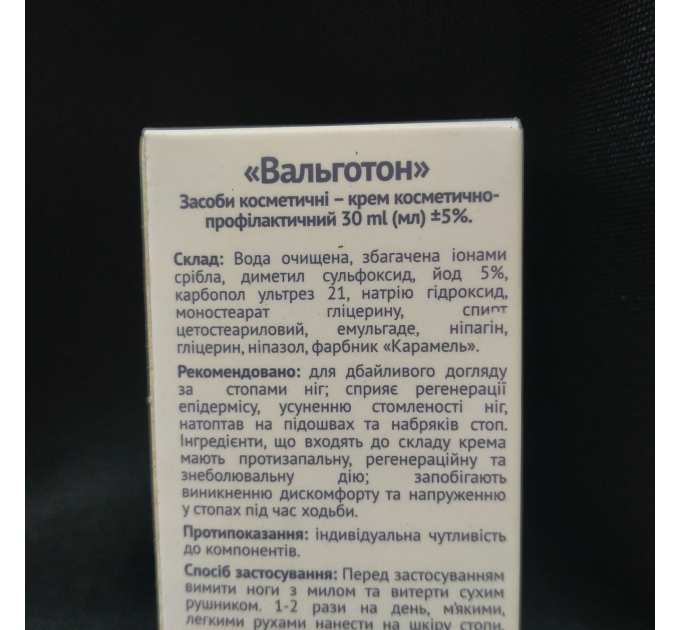 «Вальготон»
Засоби косметичні – крем косметично-
профілактичний 30 ml (мл) ±5%.
Склад: Вода очищена, збагачена іонами
срібла, диметил сульфоксид, йод 5%,
карбопол ультрез 21, натрію гідроксид,
моностеарат гліцерину, спирт
цетостеариловий, емульгаде, ніпагін,
гліцерин, ніпазол, фарбник «Карамель».
Рекомендовано: для дбайливого догляду
за стопами ніг; сприяє регенерації
епідермісу, усуненню стомленості ніг,
натоптав на підошвах та набряків стоп.
Інгредієнти, що входять до складу крема
мають протизапальну, регенераційну та
знеболювальну дію; запобігають
виникненню дискомфорту та напруженню
у стопах під час ходьби.
Протипоказання: індивідуальна чутливість
до компонентів.
Спосіб застосування: Перед застосуванням
вимити ноги з милом та витерти сухим
рушником. 1-2 рази на день, м'якими,
легкими рухами нанести на шкіру стопи,